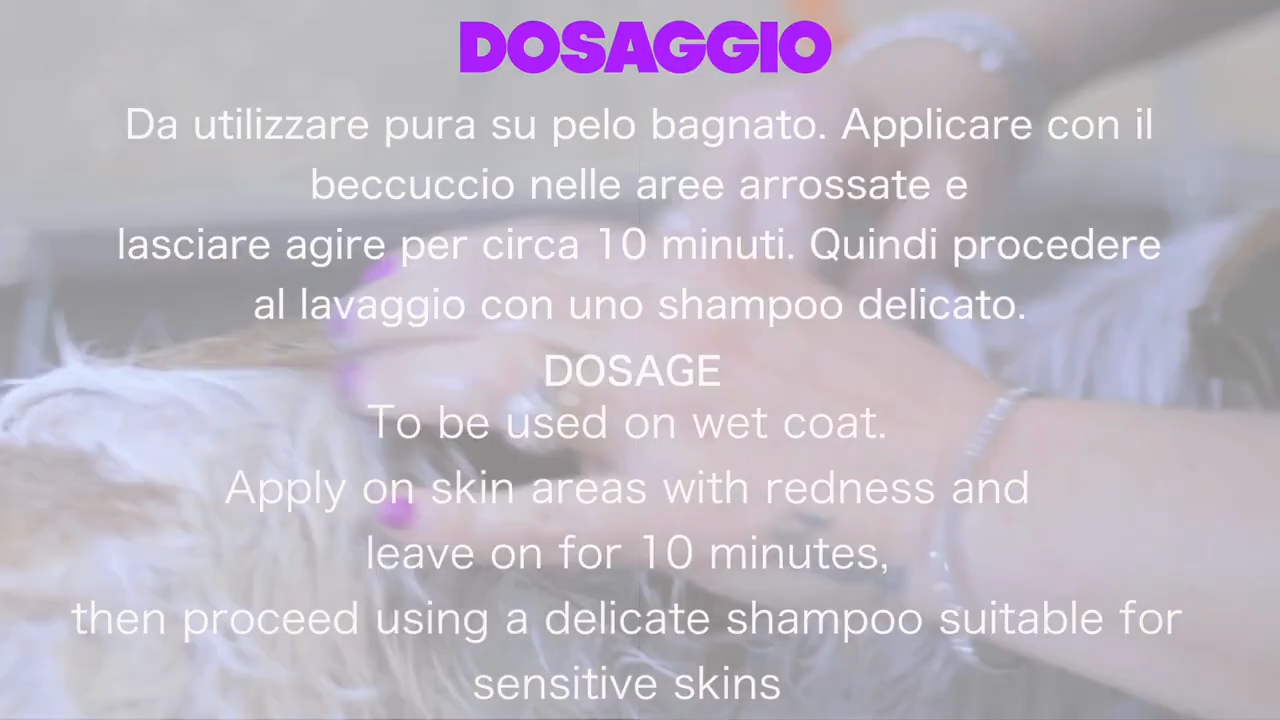 DOSAGGIO
Da utilizzare pura su pelo bagnato. Applicare con il
beccuccio nelle aree arrossate e
lasciare agire per circa 10 minuti. Quindi procedere
al lavaggio con uno shampoo delicato.
DOSAGE
To be used on wet coat.
Apply on skin areas with redness and
leave on for 10 minutes,
then proceed using a delicate shampoo suitable for
sensitive skins